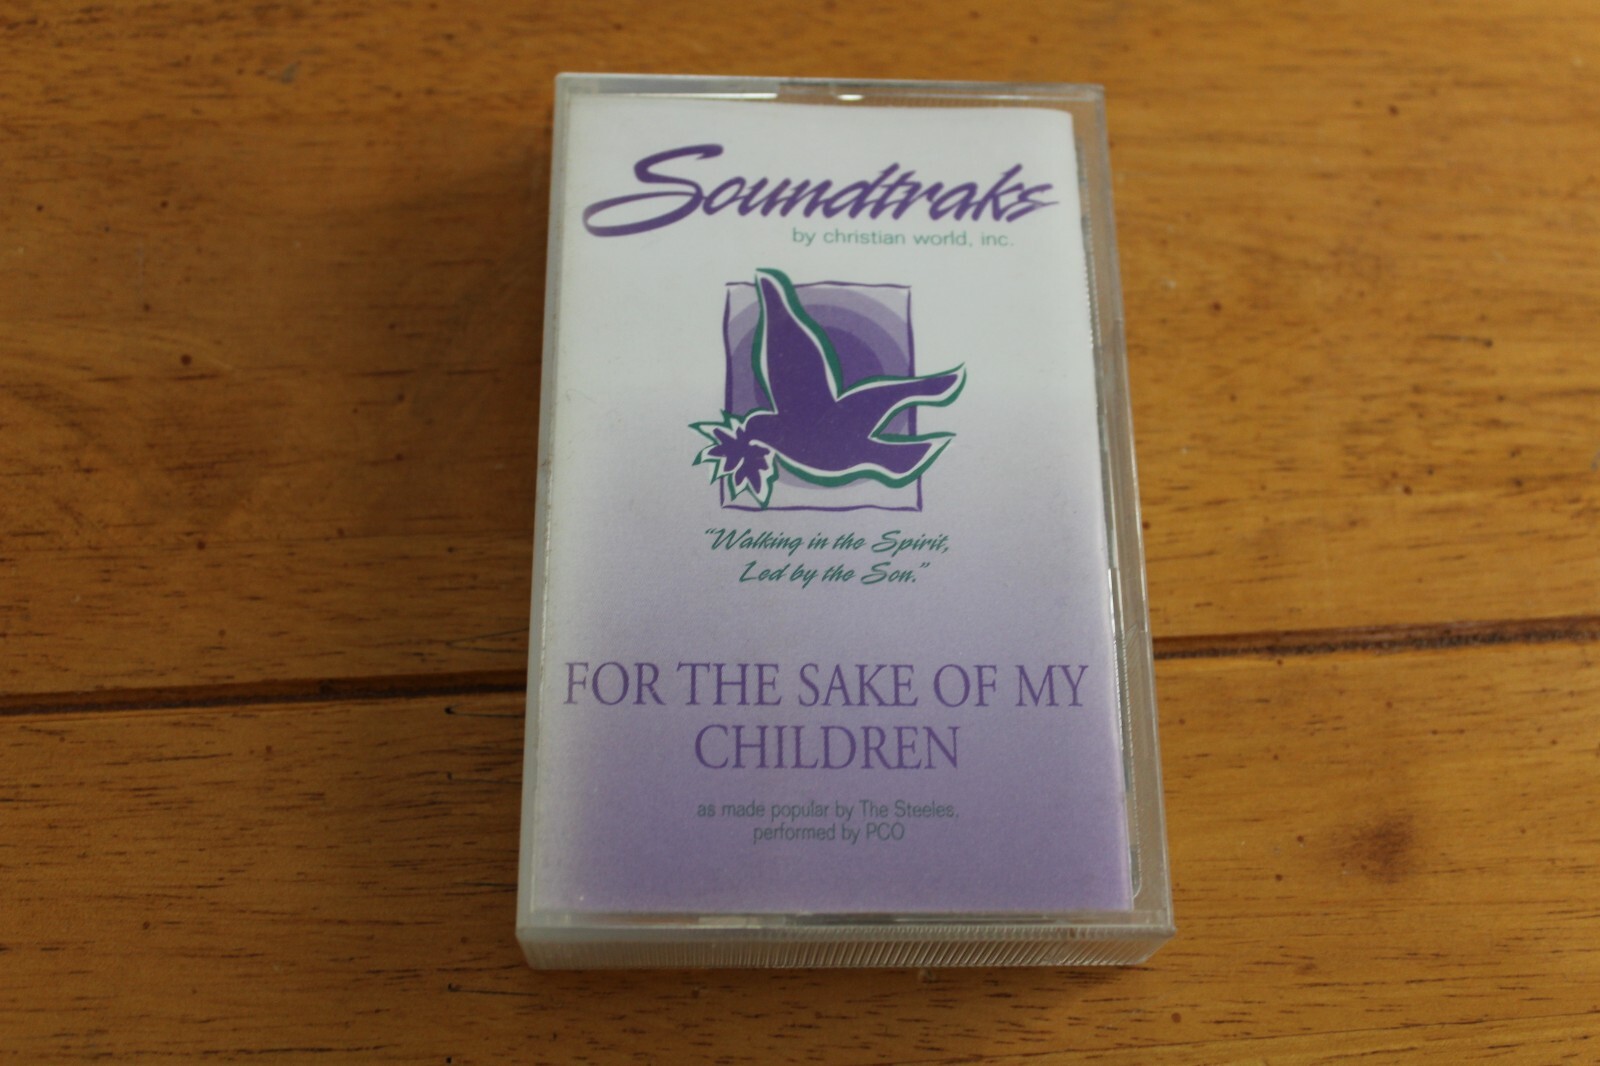 Soundtraks
by christian world, inc.
"Walking in the Spirit,
Led by the Son."
FOR THE SAKE OF MY
CHILDREN
as made popular by The Steeles,
performed by PCO